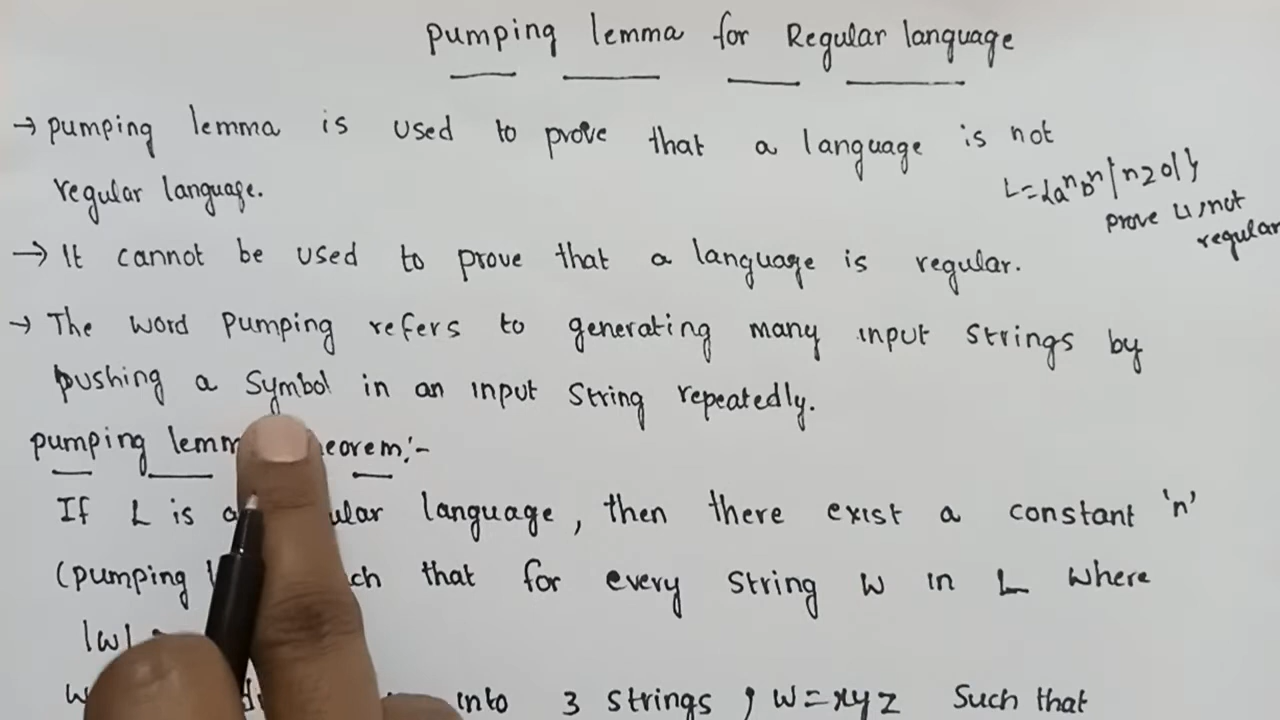 pumping lemma for Regular language
→ pumping lemma is used to prove that a language is not
regular language.
L={aⁿbⁿ|n≥0|}
prove L is not
regular
→ It cannot be used to prove that a language is regular.
→ The word pumping refers to generating many input strings by
pushing a symbol in an input string repeatedly.
pumping lemm eorem:-
If L is a ular language, then there exist a constant 'n'
(pumping ch that for every string w in L where
|w|
w into 3 strings, w=xyz such that